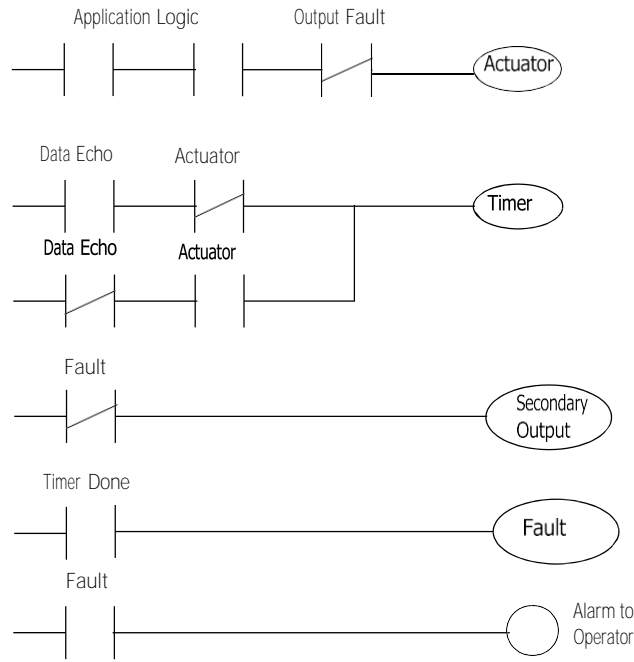 Application Logic
Output Fault
Actuator
Data Echo
Actuator
Timer
Data Echo
Actuator
Fault
Secondary
Output
Timer Done
Fault
Fault
Alarm to
Operator